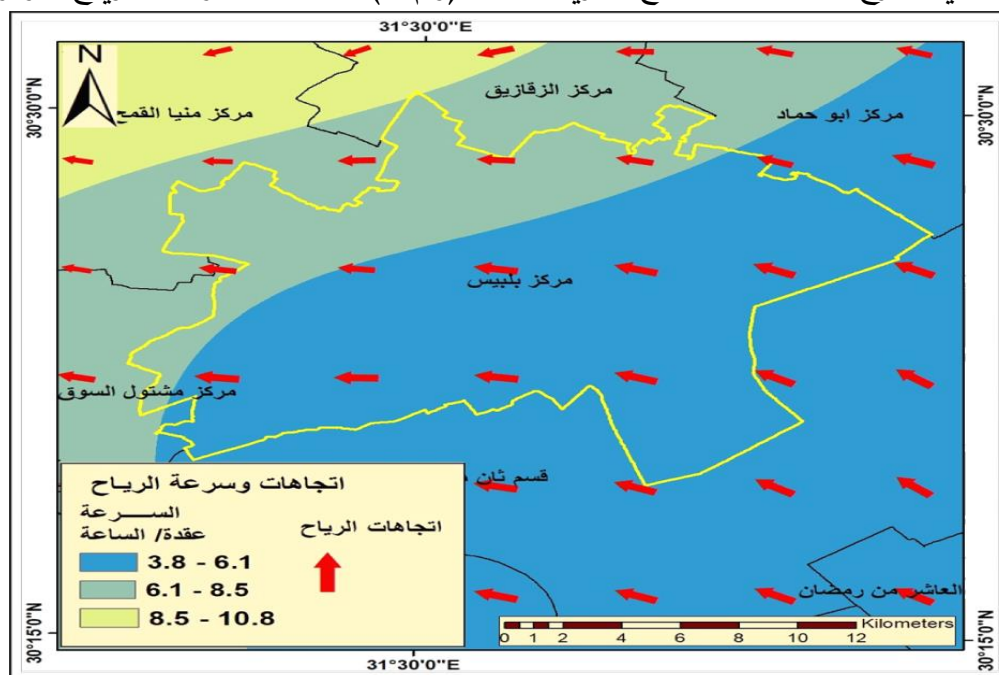 31°30'0"E
N
30°30'0"N
30°30'0"N
مركز الزقازيق
مركز منيا القمح
مركز ابو حماد
مركز بلبيس
مركز مشتول السوق
قسم ثان
العاشر من رمضان
اتجاهات وسرعة الرياح
الســـرعة
عقدة/ الساعة
اتجاهات الرياح
3.8 - 6.1
6.1 - 8.5
8.5 - 10.8
Kilometers
0 1 2 4 6 8 10 12
30°15'0"N
30°15'0"N
31°30'0"E